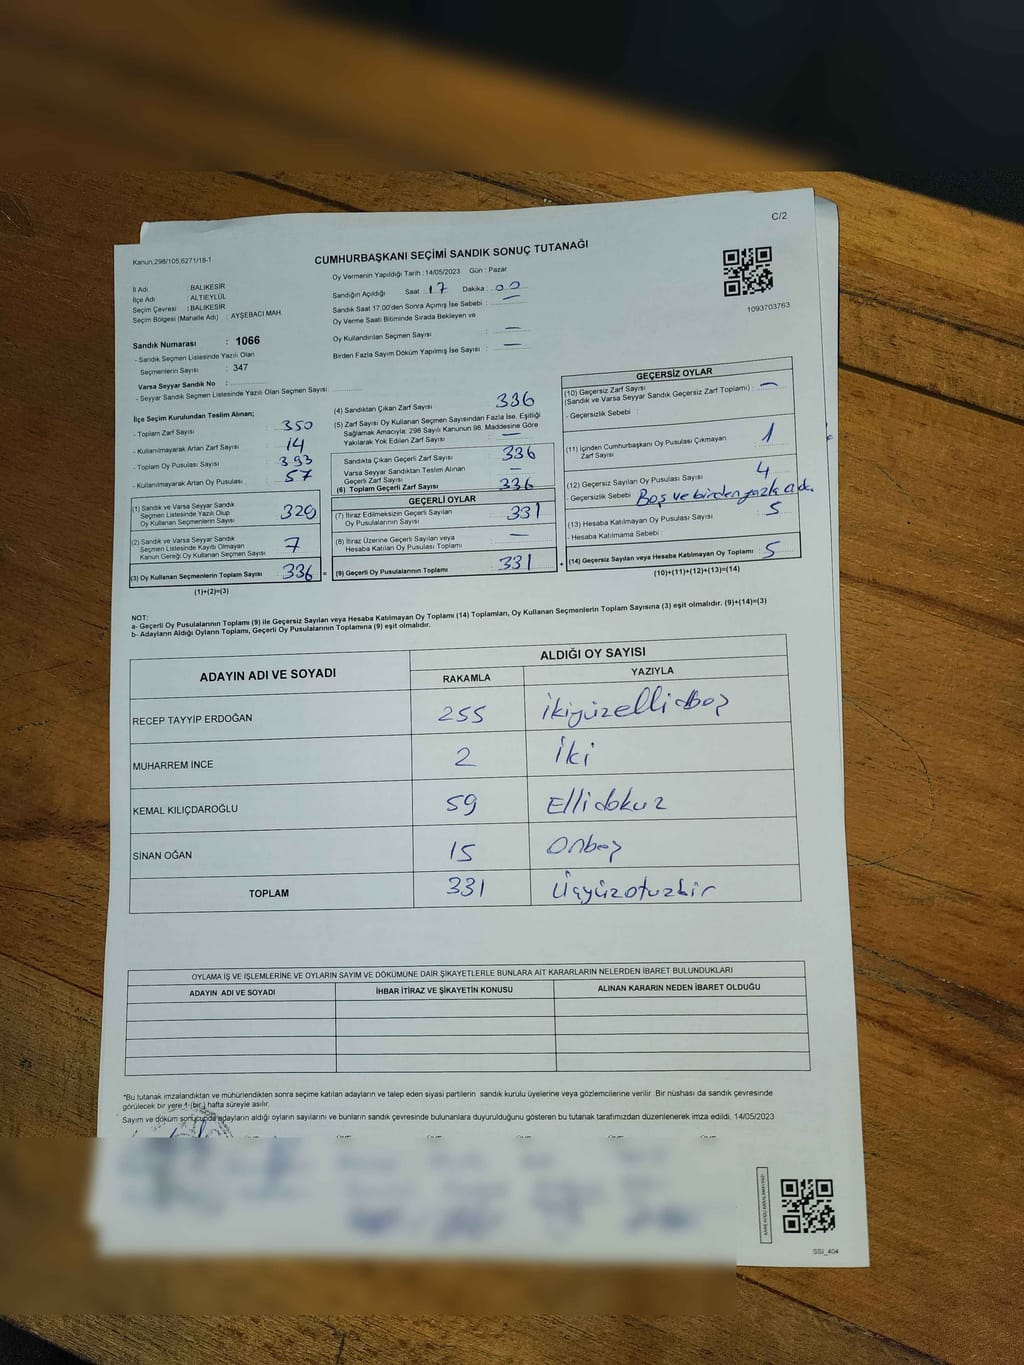 C/2
Kanun:298/105;6271/18-1
CUMHURBAŞKANI SEÇİMİ SANDIK SONUÇ TUTANAĞI
Oy Vermenin Yapıldığı Tarih : 14/05/2023 Gün : Pazar
İl Adı : BALIKESİR
İlçe Adı : ALTIEYLÜL
Seçim Çevresi : BALIKESİR
Seçim Bölgesi (Mahalle Adı) : AYŞEBACI MAH
Sandık Numarası : 1066
- Sandık Seçmen Listesinde Yazılı Olan
Seçmenlerin Sayısı : 347
Varsa Seyyar Sandık No :
- Seyyar Sandık Seçmen Listesinde Yazılı Olan Seçmen Sayısı:
Sandığın Açıldığı Saat : 17 Dakika : 00
Sandık Saat 17:00'den Sonra Açımış İse Sebebi : —
Oy Verme Saati Bitiminde Sırada Bekleyen ve
Oy Kullandırılan Seçmen Sayısı : —
Birden Fazla Sayım Döküm Yapılmış İse Sayısı : —
1093703763
İlçe Seçim Kurulundan Teslim Alınan;
- Toplam Zarf Sayısı : 350
- Kullanılmayarak Artan Zarf Sayısı : 14
- Toplam Oy Pusulası Sayısı : 393
- Kullanılmayarak Artan Oy Pusulası : 57
(1) Sandık ve Varsa Seyyar Sandık
Seçmen Listesinde Yazılı Olup
Oy Kullanan Seçmenlerin Sayısı
(2) Sandık ve Varsa Seyyar Sandık
Seçmen Listesinde Kayıtlı Olmayan
Kanun Gereği Oy Kullanan Seçmen Sayısı 7
(3) Oy Kullanan Seçmenlerin Toplam Sayısı 336 =
(1)+(2)=(3)
(4) Sandıktan Çıkan Zarf Sayısı 336
(5) Zarf Sayısı Oy Kullanan Seçmen Sayısından Fazla İse, Eşitliği
Sağlamak Amacıyla; 298 Sayılı Kanunun 98. Maddesine Göre
Yakılarak Yok Edilen Zarf Sayısı —
Sandıkta Çıkan Geçerli Zarf Sayısı 336
Varsa Seyyar Sandıktan Teslim Alınan
Geçerli Zarf Sayısı —
(6) Toplam Geçerli Zarf Sayısı 336
GEÇERLİ OYLAR
(7) İtiraz Edilmeksizin Geçerli Sayılan
Oy Pusulalarının Sayısı 331
(8) İtiraz Üzerine Geçerli Sayılan veya
Hesaba Katılan Oy Pusulası Toplamı —
(9) Geçerli Oy Pusulalarının Toplamı 331 +
GEÇERSİZ OYLAR
(10) Geçersiz Zarf Sayısı
(Sandık ve Varsa Seyyar Sandık Geçersiz Zarf Toplamı) : —
- Geçersizlik Sebebi :
(11) İçinden Cumhurbaşkanı Oy Pusulası Çıkmayan
Zarf Sayısı 1
(12) Geçersiz Sayılan Oy Pusulası Sayısı 4
- Geçersizlik Sebebi Boş ve birden fazla
(13) Hesaba Katılmayan Oy Pusulası Sayısı 5
- Hesaba Katılmama Sebebi :
(14) Geçersiz Sayılan veya Hesaba Katılmayan Oy Toplamı : 5
(10)+(11)+(12)+(13)=(14)
NOT:
a- Geçerli Oy Pusulalarının Toplamı (9) ile Geçersiz Sayılan veya Hesaba Katılmayan Oy Toplamı (14) Toplamları, Oy Kullanan Seçmenlerin Toplam Sayısına (3) eşit olmalıdır. (9)+(14)=(3)
b- Adayların Aldığı Oyların Toplamı, Geçerli Oy Pusulalarının Toplamına (9) eşit olmalıdır.
ADAYIN ADI VE SOYADI
ALDIĞI OY SAYISI
RAKAMLA YAZIYLA
RECEP TAYYİP ERDOĞAN 255 ikiyüzellibeş
MUHARREM İNCE 2 İki
KEMAL KILIÇDAROĞLU 59 Ellidokuz
SİNAN OĞAN 15 Onbeş
TOPLAM 331 Üçyüzotuzbir
OYLAMA İŞ VE İŞLEMLERİNE VE OYLARIN SAYIM VE DÖKÜMÜNE DAİR ŞİKAYETLERLE BUNLARA AİT KARARLARIN NELERDEN İBARET BULUNDUKLARI
ADAYIN ADI VE SOYADI İHBAR İTİRAZ VE ŞİKAYETİN KONUSU ALINAN KARARIN NEDEN İBARET OLDUĞU
*Bu tutanak imzalandıktan ve mühürlendikten sonra seçime katılan adayların ve talep eden siyasi partilerin sandık kurulu üyelerine veya gözlemcilerine verilir. Bir nüshası da sandık çevresinde
görülecek bir yere 1 (bir) hafta süreyle asılır.
Sayım ve döküm sonucunda adayların aldığı oyların sayılarını ve bunların sandık çevresinde bulunanlara duyurulduğunu gösteren bu tutanak tarafımızdan düzenlenerek imza edildi. 14/05/2023
SSI_404